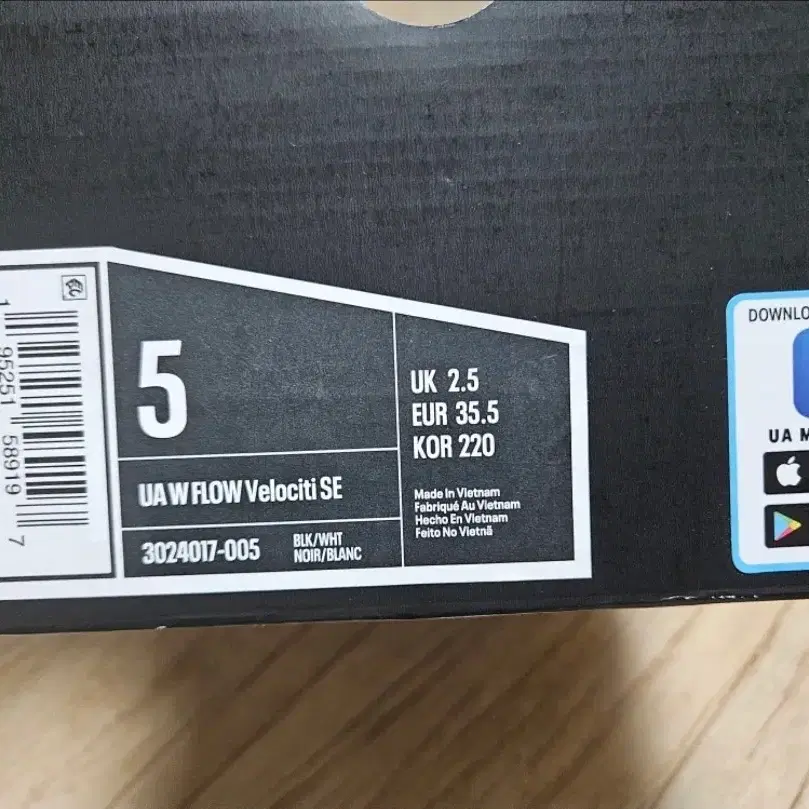 1 95251 58919 7
5
UA W FLOW Velociti SE
3024017-005
BLK/WHT
NOIR/BLANC
UK 2.5
EUR 35.5
KOR 220
Made In Vietnam
Fabriqué Au Vietnam
Hecho En Vietnam
Feito No Vietnã
DOWNLO
UA M